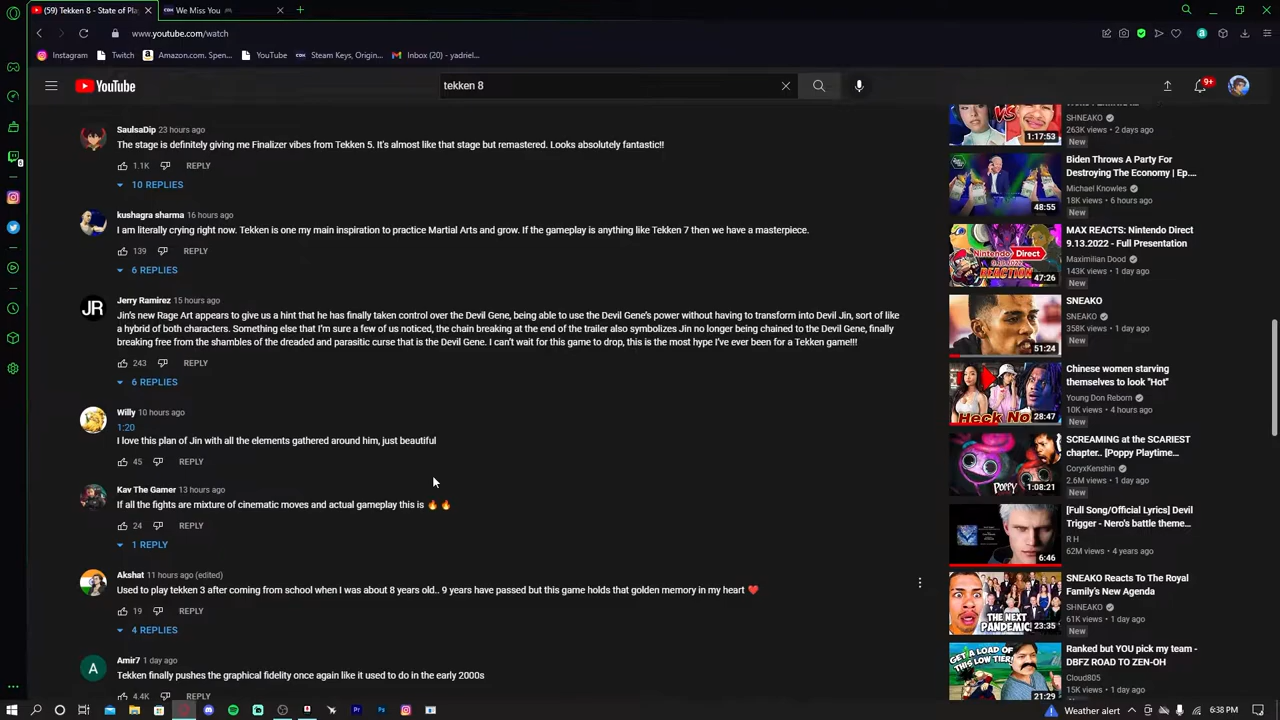 (59) Tekken 8 - State of Pla
We Miss You
www.youtube.com/watch
Instagram
Twitch
Amazon.com. Spen...
YouTube
Steam Keys, Origin...
Inbox (20) - yadriel...
YouTube
tekken 8
9+
SaulsaDip 23 hours ago
The stage is definitely giving me Finalizer vibes from Tekken 5. It's almost like that stage but remastered. Looks absolutely fantastic!!
1.1K REPLY
10 REPLIES
kushagra sharma 16 hours ago
I am literally crying right now. Tekken is one my main inspiration to practice Martial Arts and grow. If the gameplay is anything like Tekken 7 then we have a masterpiece.
139 REPLY
6 REPLIES
JR
Jerry Ramirez 15 hours ago
Jin's new Rage Art appears to give us a hint that he has finally taken control over the Devil Gene, being able to use the Devil Gene's power without having to transform into Devil Jin, sort of like
a hybrid of both characters. Something else that I'm sure a few of us noticed, the chain breaking at the end of the trailer also symbolizes Jin no longer being chained to the Devil Gene, finally
breaking free from the shambles of the dreaded and parasitic curse that is the Devil Gene. I can't wait for this game to drop, this is the most hype I've ever been for a Tekken game!!!
243 REPLY
6 REPLIES
Willy 10 hours ago
1:20
I love this plan of Jin with all the elements gathered around him, just beautiful
45 REPLY
Kav The Gamer 13 hours ago
If all the fights are mixture of cinematic moves and actual gameplay this is 🔥 🔥
24 REPLY
1 REPLY
Akshat 11 hours ago (edited)
Used to play tekken 3 after coming from school when I was about 8 years old.. 9 years have passed but this game holds that golden memory in my heart ❤️
19 REPLY
4 REPLIES
A
Amir7 1 day ago
Tekken finally pushes the graphical fidelity once again like it used to do in the early 2000s
4.4K REPLY
VS
1:17:53
SHNEAKO
263K views • 2 days ago
48:55
Biden Throws A Party For
Destroying The Economy | Ep....
Michael Knowles
18K views • 6 hours ago
New
Nintendo Direct
9.13.2022
REACTION
47:26
MAX REACTS: Nintendo Direct
9.13.2022 - Full Presentation
Maximilian Dood
143K views • 1 day ago
New
51:24
SNEAKO
SNEAKO
358K views • 1 day ago
New
Heck No
28:47
Chinese women starving
themselves to look "Hot"
Young Don Reborn
10K views • 4 hours ago
New
POPPY
1:08:21
SCREAMING at the SCARIEST
chapter.. [Poppy Playtime...
CoryxKenshin
2.6M views • 1 day ago
New
6:46
[Full Song/Official Lyrics] Devil
Trigger - Nero's battle theme...
R H
62M views • 4 years ago
THE NEXT
PANDEMIC!
23:35
SNEAKO Reacts To The Royal
Family's New Agenda
SHNEAKO
61K views • 1 day ago
New
GET A LOAD OF
THIS LOW TIER!
21:29
Ranked but YOU pick my team -
DBFZ ROAD TO ZEN-OH
Cloud805
15K views • 1 day ago
New
Weather alert
6:38 PM